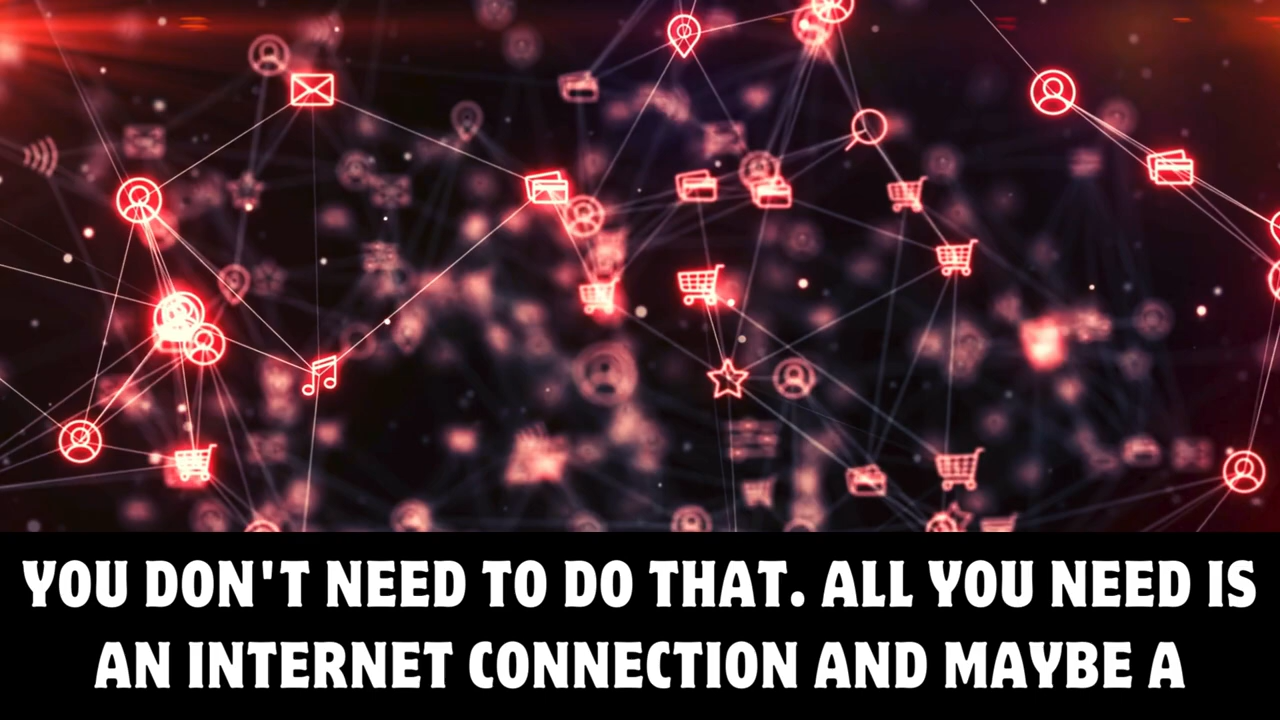 YOU DON'T NEED TO DO THAT. ALL YOU NEED IS
AN INTERNET CONNECTION AND MAYBE A